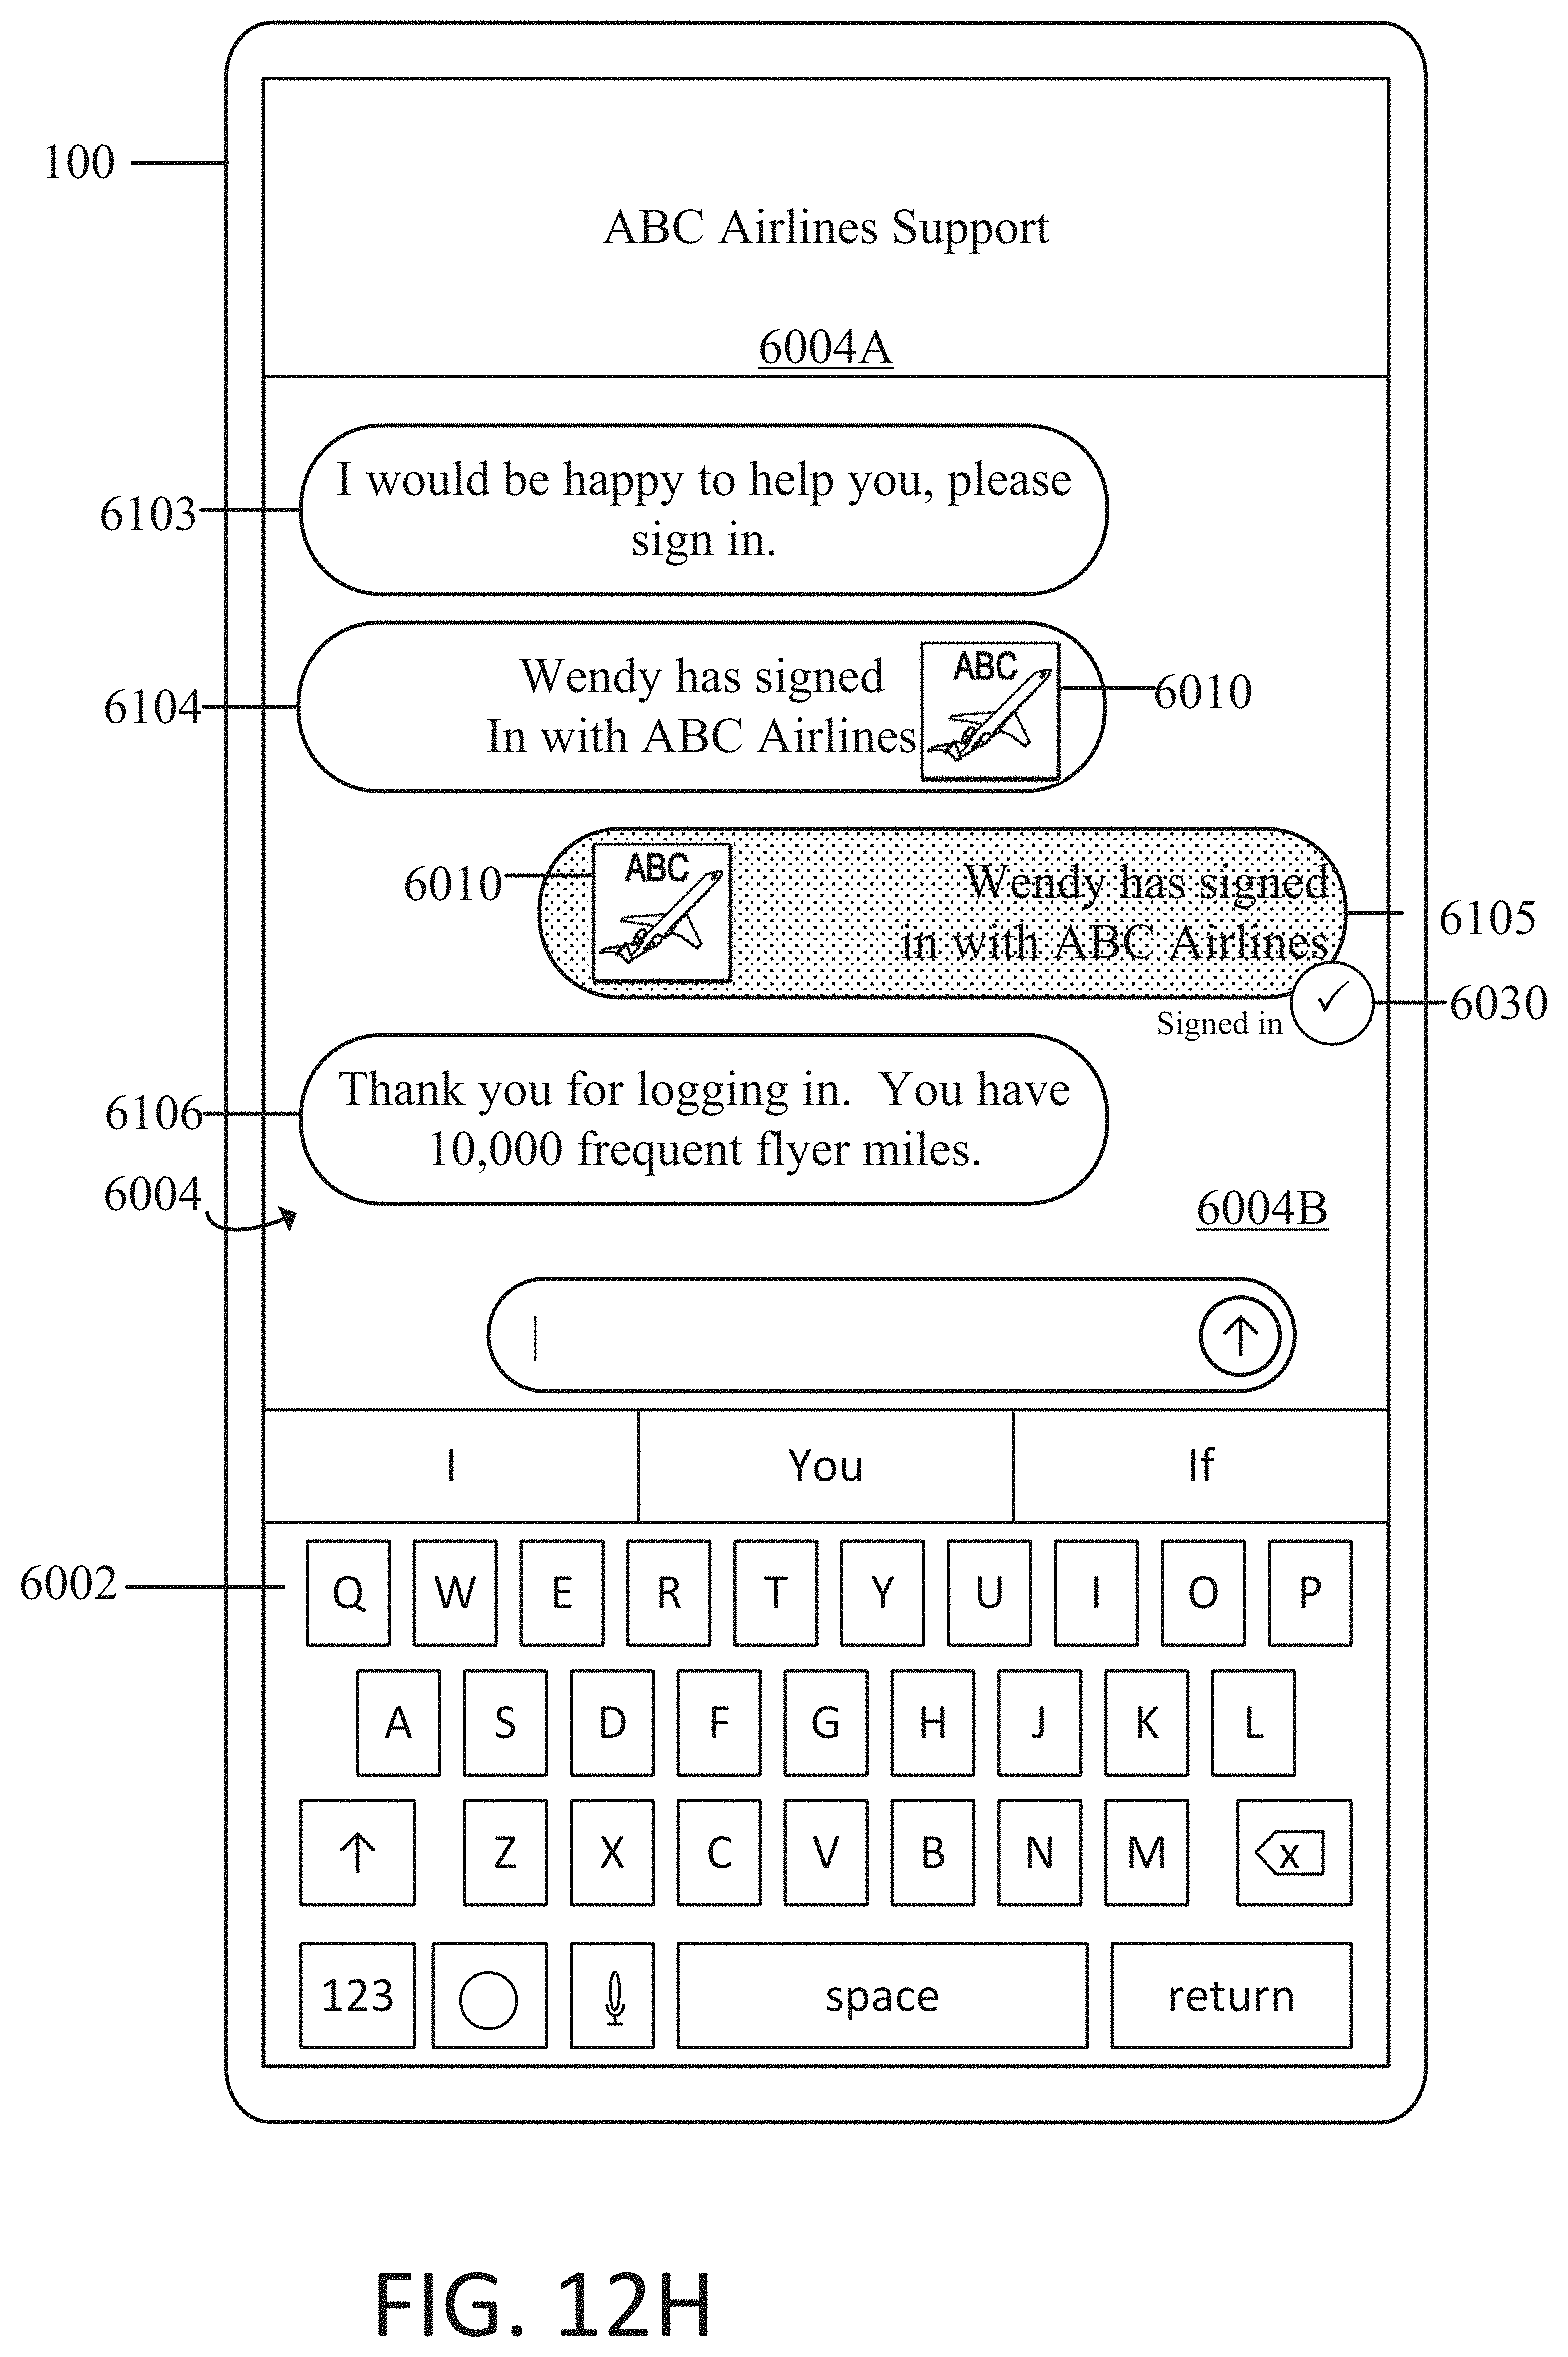 100
ABC Airlines Support
6004A
I would be happy to help you, please
sign in.
6103
Wendy has signed
In with ABC Airlines
ABC
6104
6010
6010
ABC
Wendy has signed
in with ABC Airlines
6105
Signed in
6030
Thank you for logging in. You have
10,000 frequent flyer miles.
6106
6004
6004B
I You If
6002
Q W E R T Y U I O P
A S D F G H J K L
Z X C V B N M X
123 space return
FIG. 12H